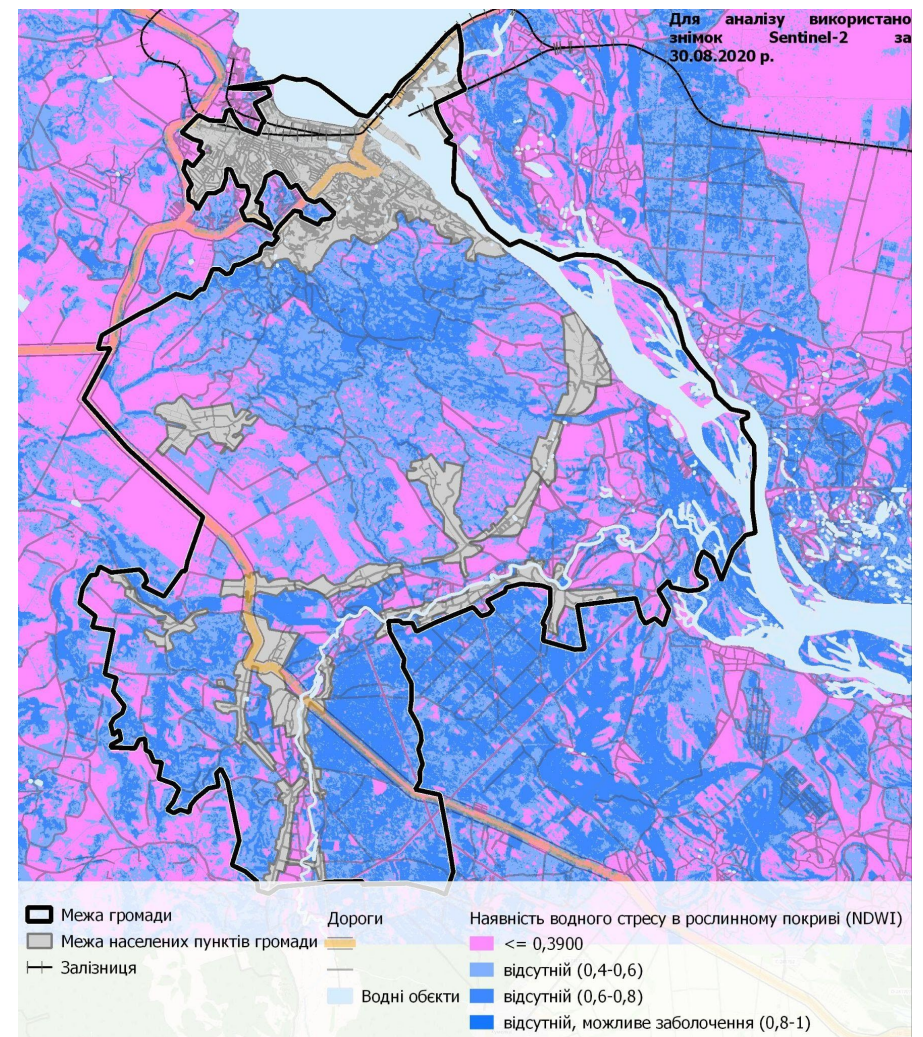 Для аналізу використано
знімок Sentinel-2 за
30.08.2020 р.
Межа громади
Межа населених пунктів громади
Залізниця
Дороги
Водні обєкти
Наявність водного стресу в рослинному покриві (NDWI)
<= 0,3900
відсутній (0,4-0,6)
відсутній (0,6-0,8)
відсутній, можливе заболочення (0,8-1)